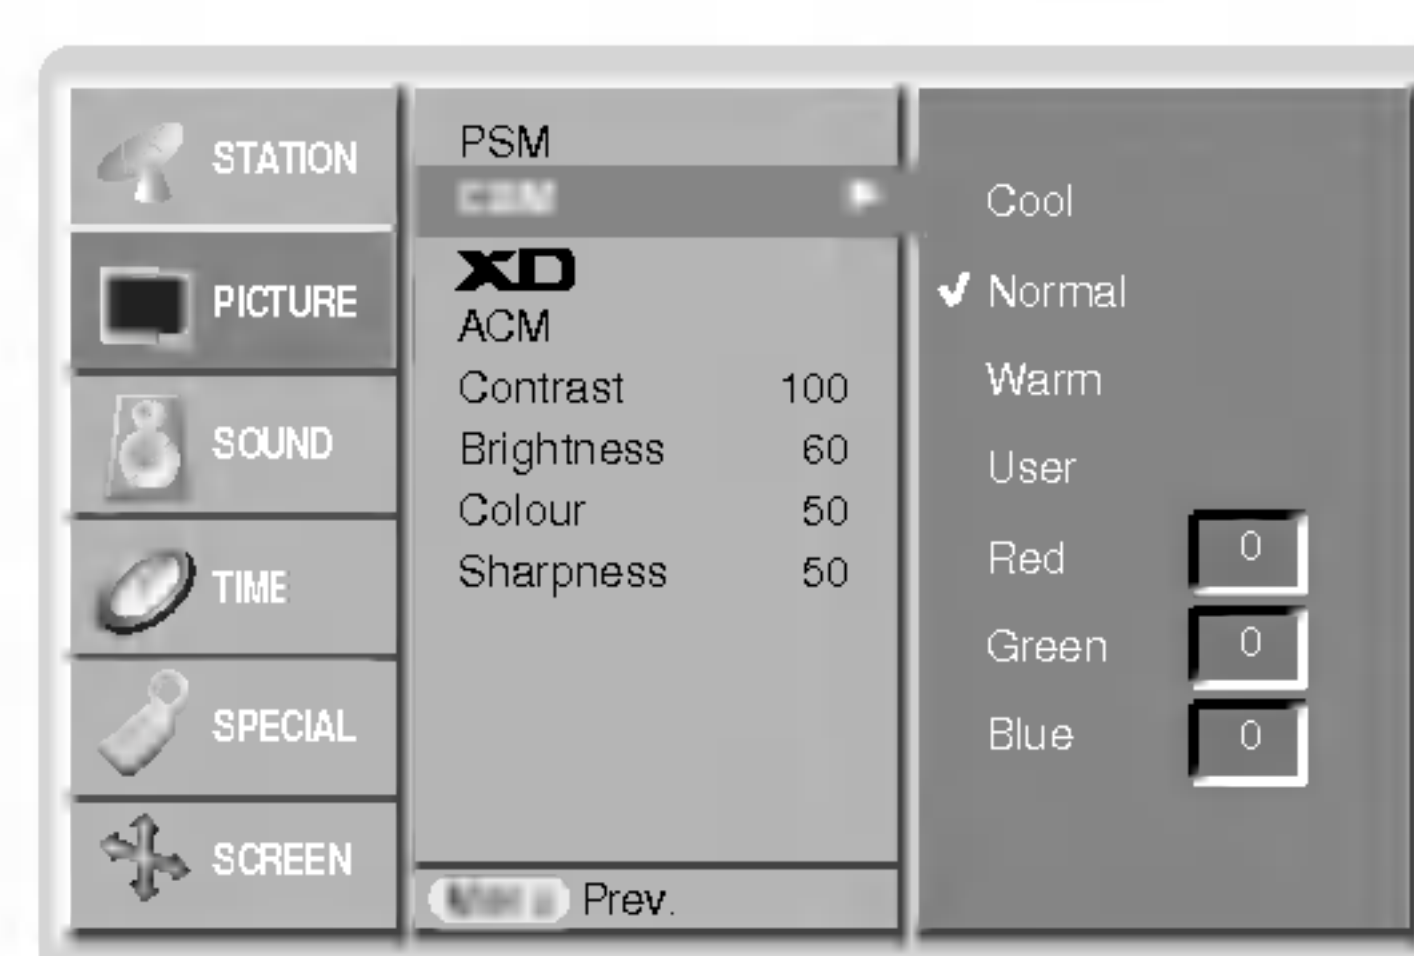 STATION
PICTURE
SOUND
TIME
SPECIAL
SCREEN
PSM
XD
ACM
Contrast 100
Brightness 60
Colour 50
Sharpness 50
Prev.
Cool
✔ Normal
Warm
User
Red 0
Green 0
Blue 0